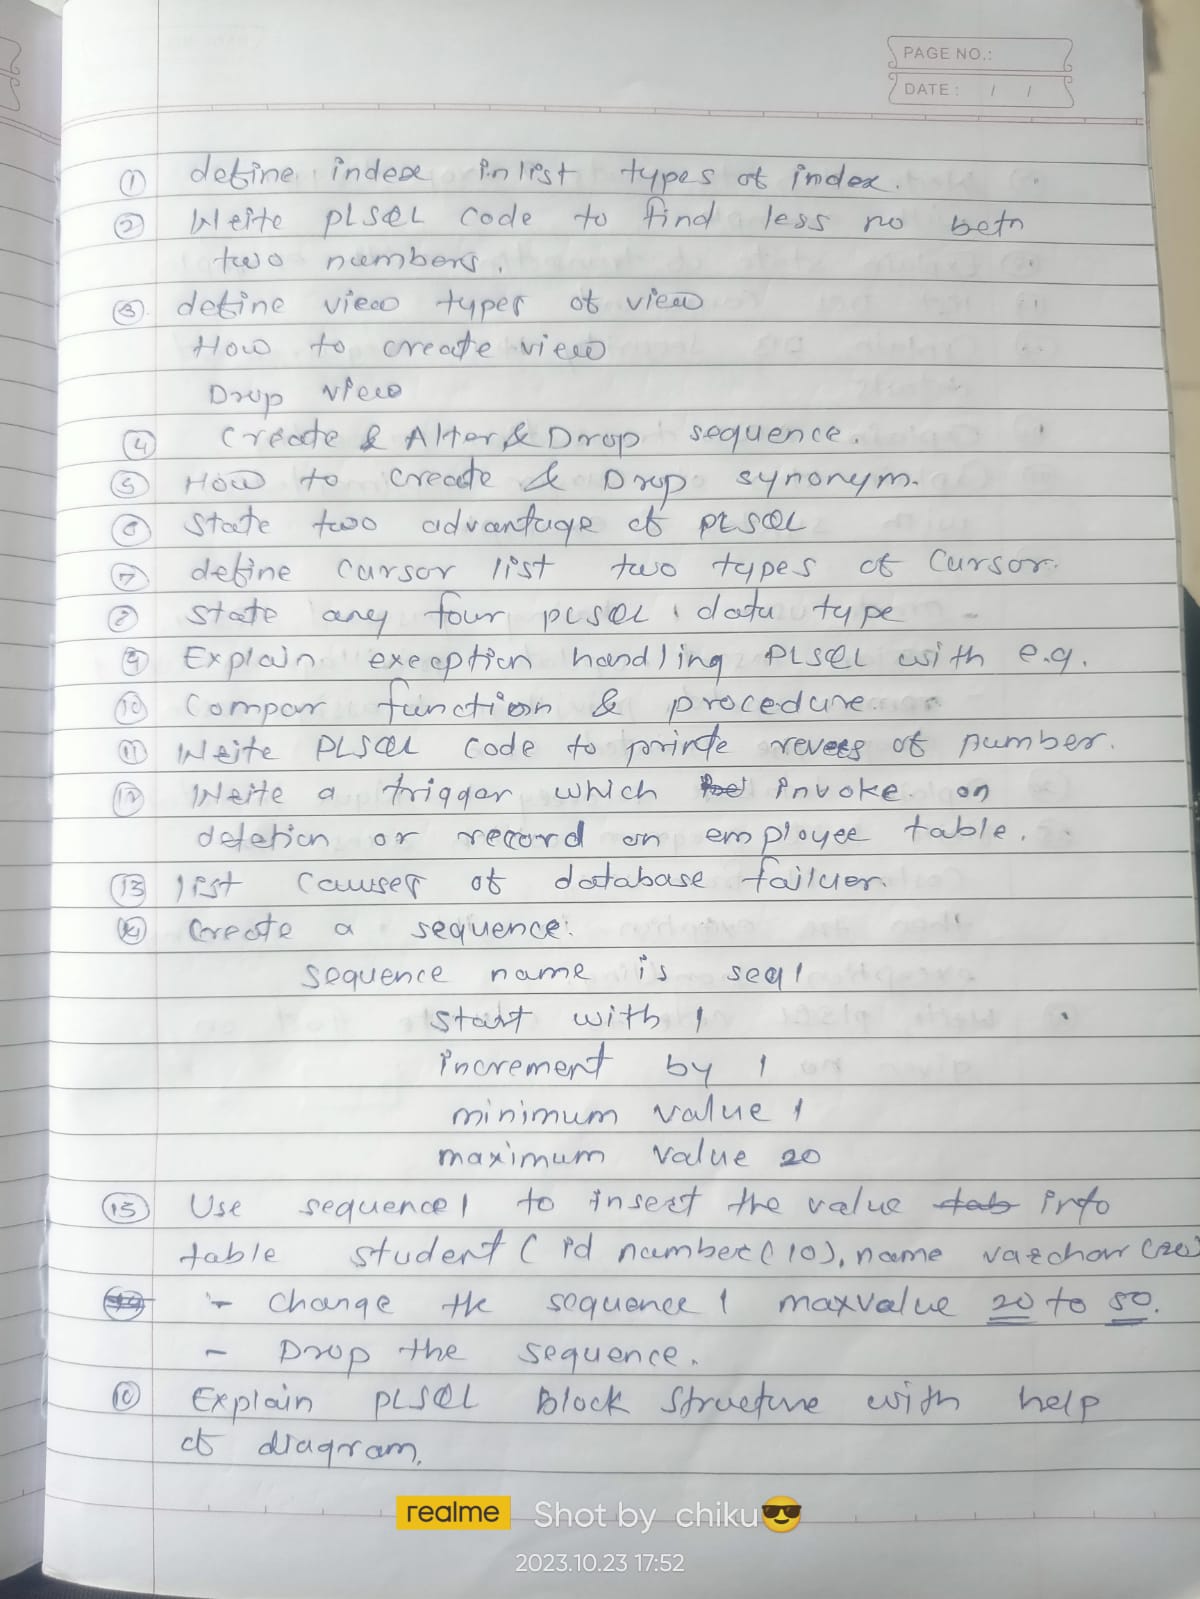 PAGE NO.:
DATE : / /
① define index inlist types of index.
② Write PLSQL code to find less no betn
two numbers.
③ define view types of view
How to create view
Drop view
④ Create & Alter & Drop sequence.
⑤ How to create & Drop synonym.
⑥ State two advantage of PLSQL
⑦ define cursor list two types of Cursor.
⑧ State any four PLSQL data type
⑨ Explain exception handling PLSQL with e.g.
⑩ Compar function & procedure.
⑪ Write PLSQL code to printe revees of number.
⑫ Write a trigger which invoke on
deletion or record on employee table.
⑬ list causes of database failuer.
⑭ Create a sequence:
sequence name is seq1
start with 1
increment by 1
minimum value 1
maximum value 20
⑮ Use sequence1 to insert the value tab into
table student ( id number(10), name varchar (20)
- change the sequence 1 maxvalue 20 to 50.
- Drop the sequence.
Explain PLSQL Block Structure with help
of diagram.
realme Shot by chiku😎
2023.10.23 17:52